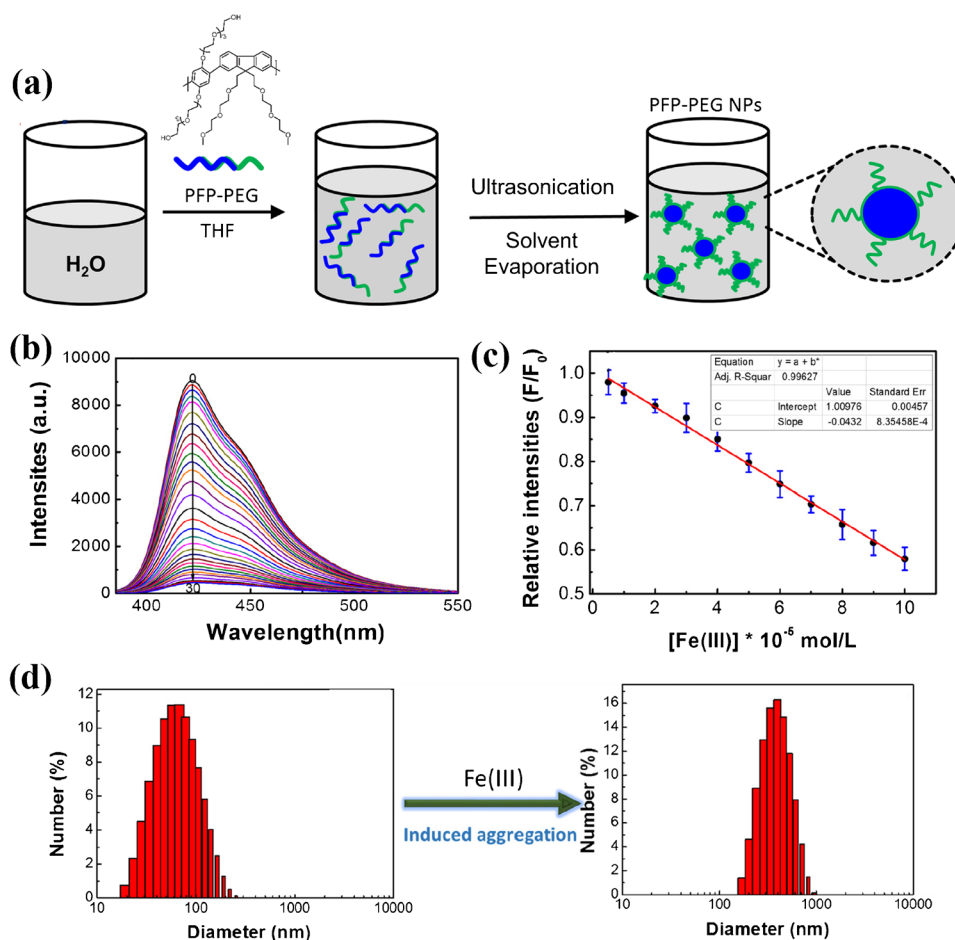 (a)
OH
O
O
15
O
O
O
O
O
O
O
O
O
O
HO
15
PFP-PEG
THF
H2O
Ultrasonication
Solvent
Evaporation
PFP-PEG NPs
(b)
10000
8000
6000
4000
2000
0
0
30
400
450
500
550
Intensites (a.u.)
Wavelength(nm)
(c)
1.0
0.9
0.8
0.7
0.6
0.5
0
2
4
6
8
10
Relative intensities (F/F0)
[Fe(III)] * 10-5 mol/L
Equation y = a + b*
Adj. R-Squar 0.99627
Value Standard Err
C Intercept 1.00976 0.00457
C Slope -0.0432 8.35458E-4
(d)
12
10
8
6
4
2
0
10 100 1000 10000
Number (%)
Diameter (nm)
Fe(III)
Induced aggregation
16
14
12
10
8
6
4
2
0
10 100 1000 10000
Number (%)
Diameter (nm)